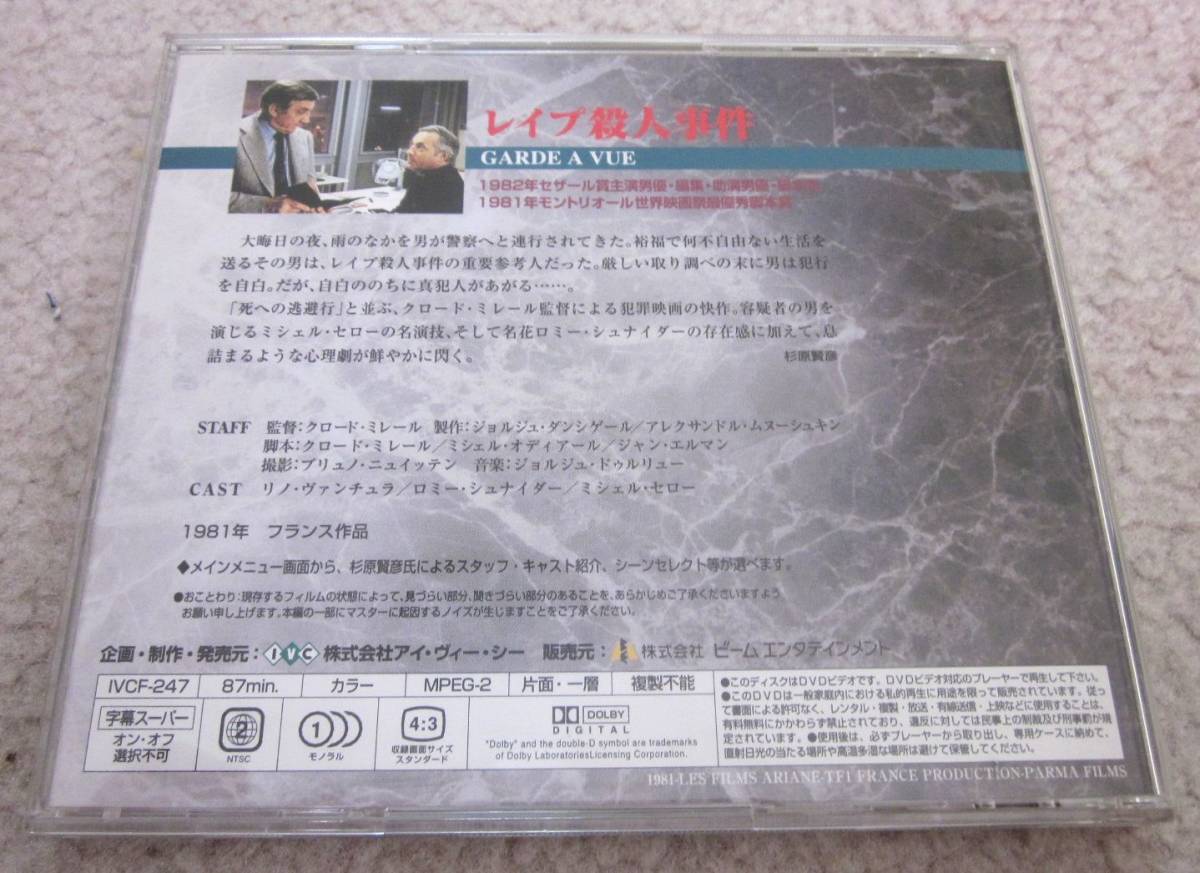 レイプ殺人事件
GARDE A VUE
1982年セザール賞主演男優・編集・助演男優・脚本賞
1981年モントリオール世界映画祭最優秀脚本賞
大晦日の夜、雨のなかを男が警察へと連行されてきた。裕福で何不自由ない生活を
送るその男は、レイプ殺人事件の重要参考人だった。厳しい取り調べの末に男は犯行
を自白。だが、自白ののちに真犯人があがる……。
「死への逃避行」と並ぶ、クロード・ミレール監督による犯罪映画の快作。容疑者の男を
演じるミシェル・セローの名演技、そして名花ロミー・シュナイダーの存在感に加えて、息
詰まるような心理劇が鮮やかに閃く。 杉原賢彦
STAFF 監督:クロード・ミレール 製作:ジョルジュ・ダンシゲール/アレクサンドル・ムヌーシュキン
脚本:クロード・ミレール/ミシェル・オディアール/ジャン・エルマン
撮影:ブリュノ・ニュイッテン 音楽:ジョルジュ・ドゥルリュー
CAST リノ・ヴァンチュラ/ロミー・シュナイダー/ミシェル・セロー
1981年 フランス作品
◆メインメニュー画面から、杉原賢彦氏によるスタッフ・キャスト紹介、シーンセレクト等が選べます。
●おことわり:現存するフィルムの状態によって、見づらい部分、聞きづらい部分のあることを、あらかじめご了承くださいますよう
お願い申し上げます。本編の一部にマスターに起因するノイズが生じますことをご了承ください。
企画・制作・発売元: IVC 株式会社アイ・ヴィー・シー 販売元: 株式会社 ビームエンタテインメント
IVCF-247 87min. カラー MPEG-2 片面・一層 複製不能
字幕スーパー
オン・オフ
選択不可
2
NTSC
1
モノラル
4:3
収録画面サイズ
スタンダード
DOLBY
DIGITAL
"Dolby" and the double-D symbol are trademarks
of Dolby LaboratoriesLicensing Corporation.
●このディスクはDVDビデオです。DVDビデオ対応のプレーヤーで再生して下さい。
●このDVDは一般家庭内における私的再生に用途を限って販売されています。従っ
て書面による許可なく、レンタル・複製・放送・有線送信・上映などに使用することは、
有料無料にかかわらず禁止されており、違反に対しては民事上の制裁及び刑事罰が規
定されています。●使用後は、必ずプレーヤーから取り出し、専用ケースに納めて、
直射日光の当たる場所や高温多湿な場所は避けて保管してください。
1981-LES FILMS ARIANE-TF1 FRANCE PRODUCTION-PARMA FILMS